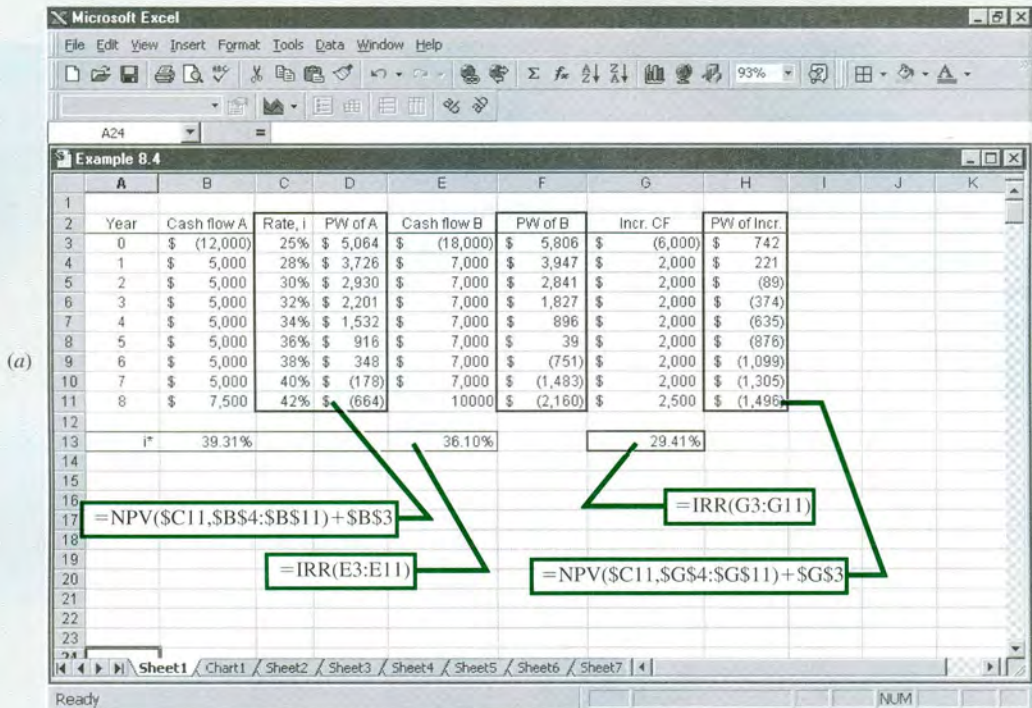 Microsoft Excel
File Edit View Insert Format Tools Data Window Help
93%
A24 =
Example 8.4
A B C D E F G H I J K
1
2 Year Cash flow A Rate, i PW of A Cash flow B PW of B Incr. CF PW of Incr.
3 0 $ (12,000) 25% $ 5,064 $ (18,000) $ 5,806 $ (6,000) $ 742
4 1 $ 5,000 28% $ 3,726 $ 7,000 $ 3,947 $ 2,000 $ 221
5 2 $ 5,000 30% $ 2,930 $ 7,000 $ 2,841 $ 2,000 $ (89)
6 3 $ 5,000 32% $ 2,201 $ 7,000 $ 1,827 $ 2,000 $ (374)
7 4 $ 5,000 34% $ 1,532 $ 7,000 $ 896 $ 2,000 $ (635)
8 5 $ 5,000 36% $ 916 $ 7,000 $ 39 $ 2,000 $ (876)
(a)
9 6 $ 5,000 38% $ 348 $ 7,000 $ (751) $ 2,000 $ (1,099)
10 7 $ 5,000 40% $ (178) $ 7,000 $ (1,483) $ 2,000 $ (1,305)
11 8 $ 7,500 42% $ (664) 10000 $ (2,160) $ 2,500 $ (1,496)
12
13 i* 39.31% 36.10% 29.41%
14
15
16
=IRR(G3:G11)
17 =NPV($C11,$B$4:$B$11)+$B$3
18
19
=IRR(E3:E11)
=NPV($C11,$G$4:$G$11)+$G$3
20
21
22
23
24
Sheet1 Chart1 Sheet2 Sheet3 Sheet4 Sheet5 Sheet6 Sheet7
Ready NUM